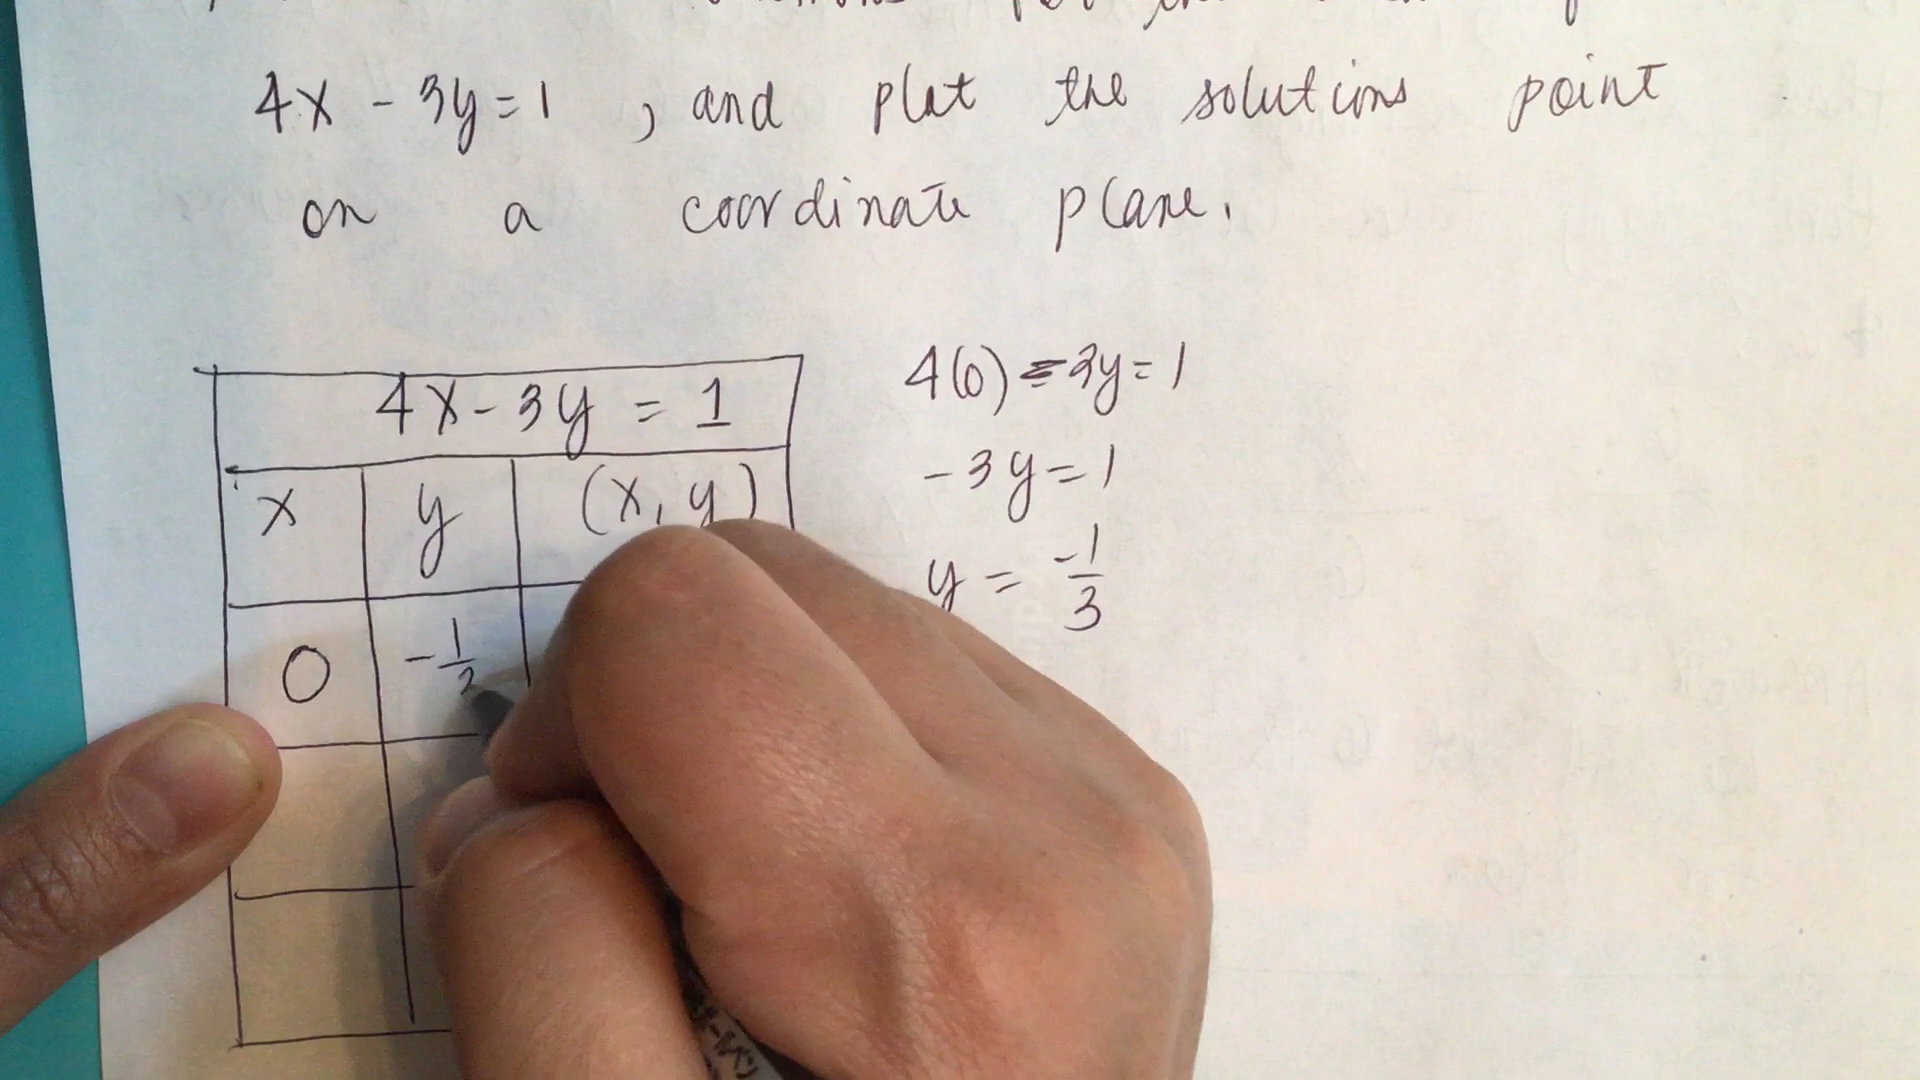 4x - 3y = 1 , and plot the solutions point
on a coordinate plane.
4x - 3y = 1
x y (x, y)
0 -1/3
4(0) - 3y = 1
-3y = 1
y = -1/3